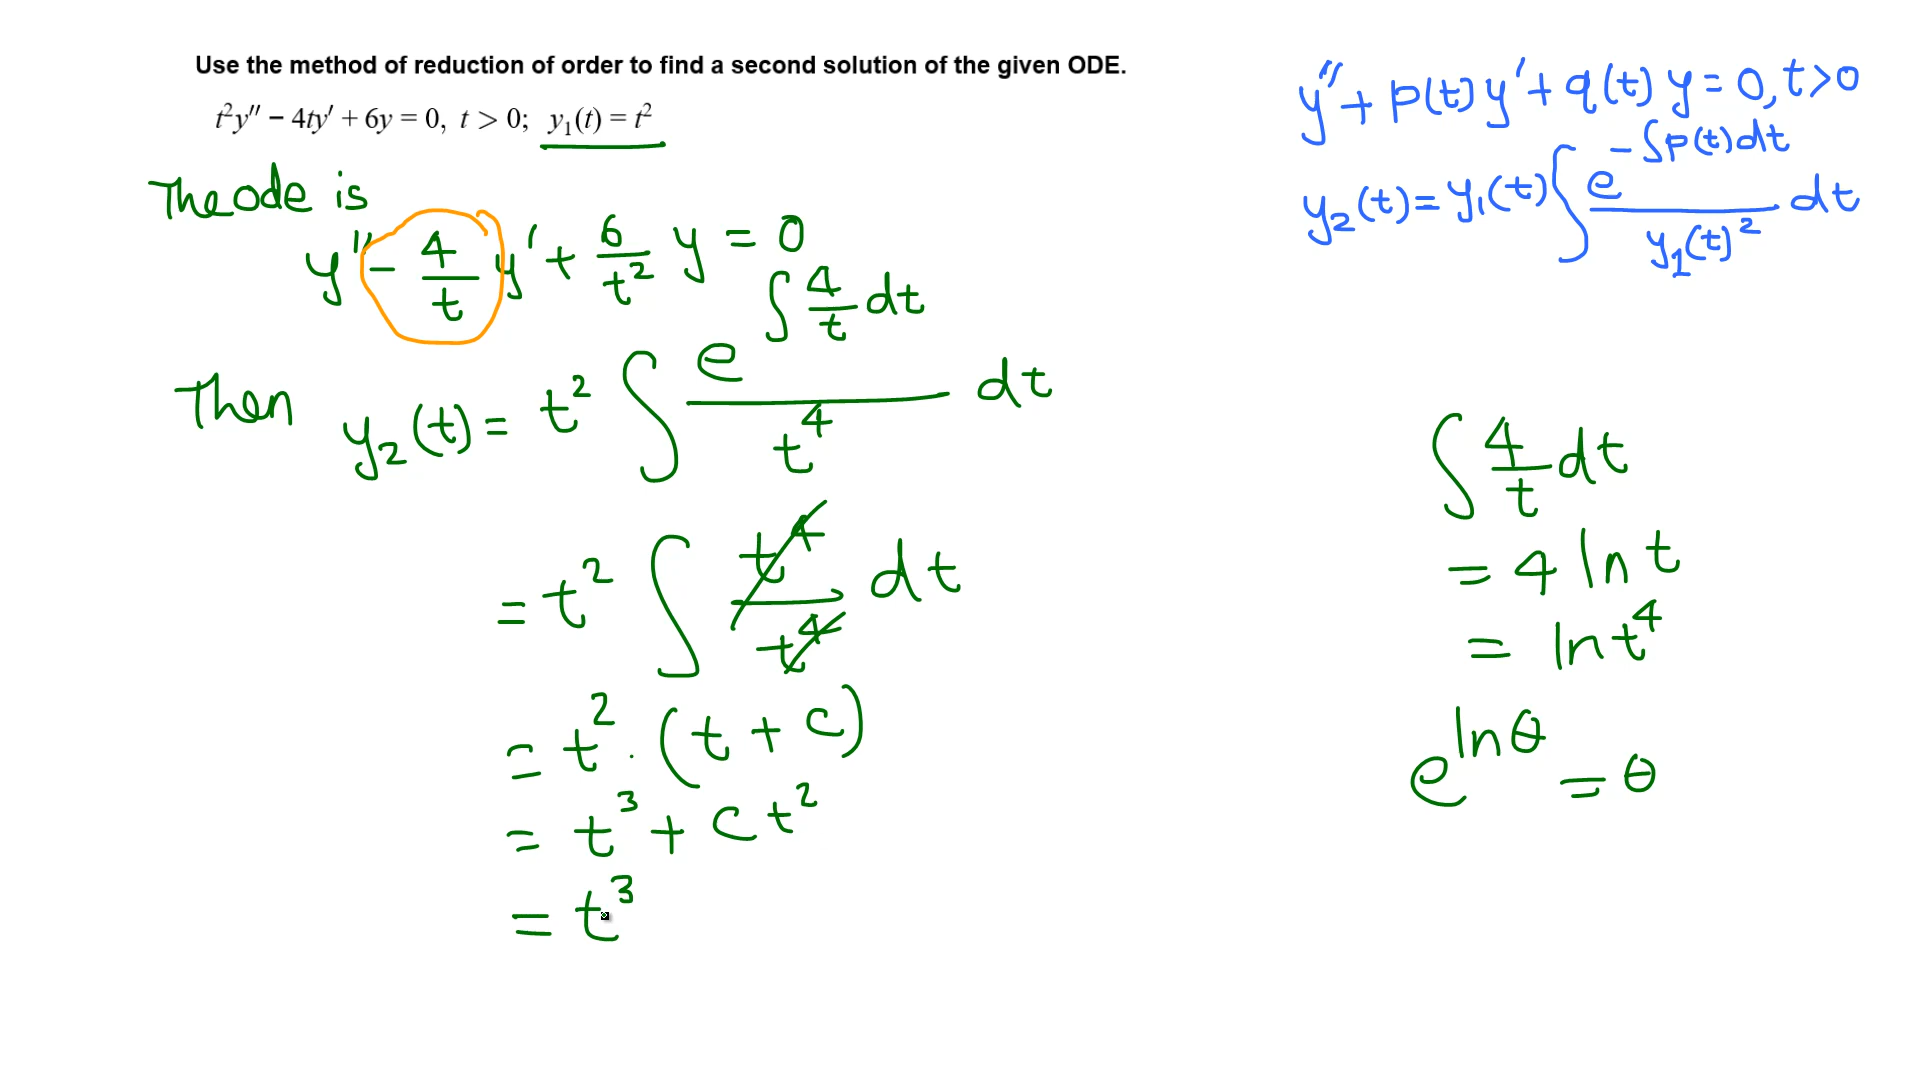 Use the method of reduction of order to find a second solution of the given ODE.
t²y″ − 4ty′ + 6y = 0, t > 0; y₁(t) = t²
The ode is
y″ − 4/t y′ + 6/t² y = 0
Then y₂(t) = t² ∫ e^(∫ 4/t dt) / t⁴ dt
= t² ∫ t⁴/t⁴ dt
= t² · (t + c)
= t³ + ct²
= t³
y″ + p(t)y′ + q(t)y = 0, t>0
y₂(t) = y₁(t) ∫ e^(−∫p(t)dt) / y₁(t)² dt
∫ 4/t dt
= 4 ln t
= ln t⁴
e^(ln θ) = θ